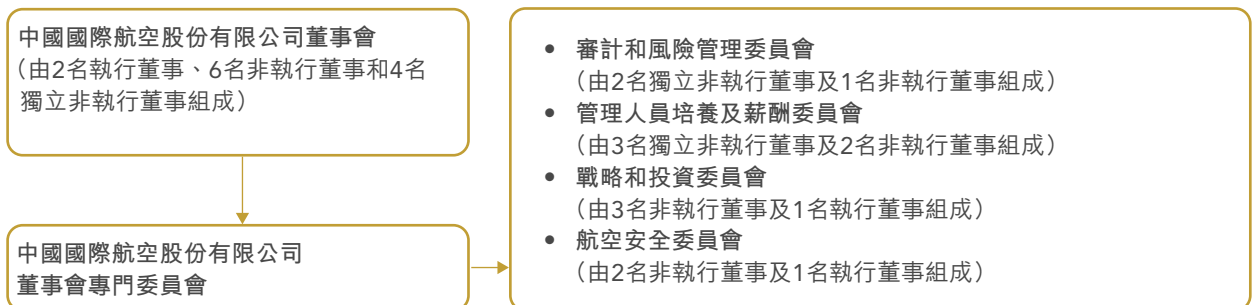 中國國際航空股份有限公司董事會
（由2名執行董事、6名非執行董事和4名
獨立非執行董事組成）
中國國際航空股份有限公司
董事會專門委員會
• 審計和風險管理委員會
（由2名獨立非執行董事及1名非執行董事組成）
• 管理人員培養及薪酬委員會
（由3名獨立非執行董事及2名非執行董事組成）
• 戰略和投資委員會
（由3名非執行董事及1名執行董事組成）
• 航空安全委員會
（由2名非執行董事及1名執行董事組成）